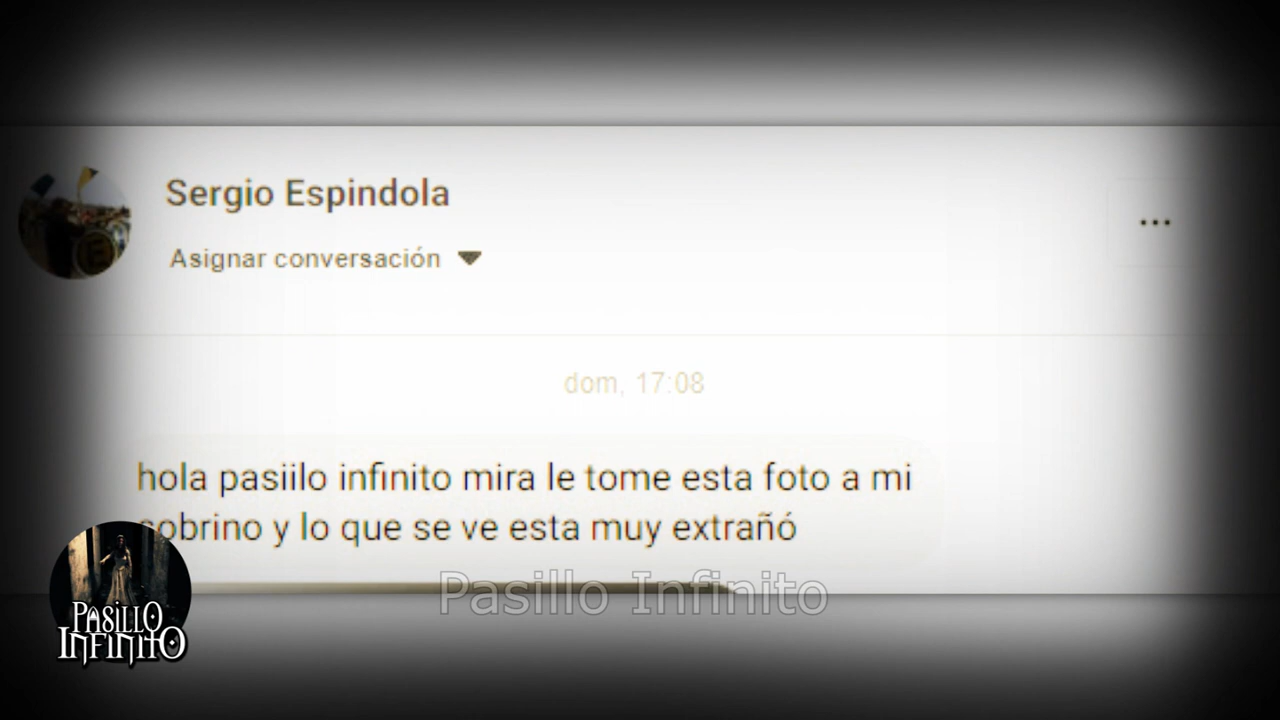 Sergio Espindola
Asignar conversación
dom, 17:08
hola pasiilo infinito mira le tome esta foto a mi
sobrino y lo que se ve esta muy extrañó
Pasillo Infinito
PASILLO
INFINITO